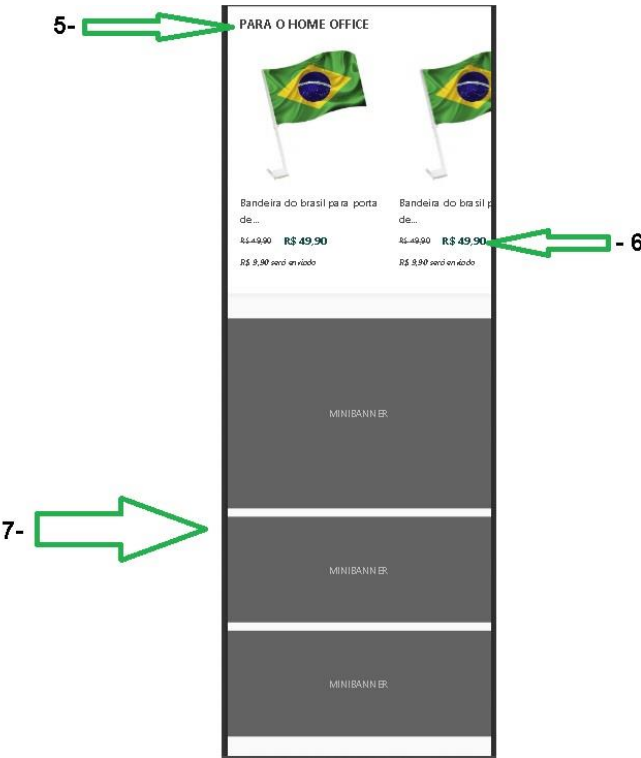 5-
PARA O HOME OFFICE
Bandeira do brasil para porta
de...
R$ 49,90 R$ 49,90
R$ 9,90 será enviado
Bandeira do brasil p
de...
R$ 49,90 R$ 49,90
R$ 9,90 será enviado
- 6
MINIBANNER
7-
MINIBANNER
MINIBANNER